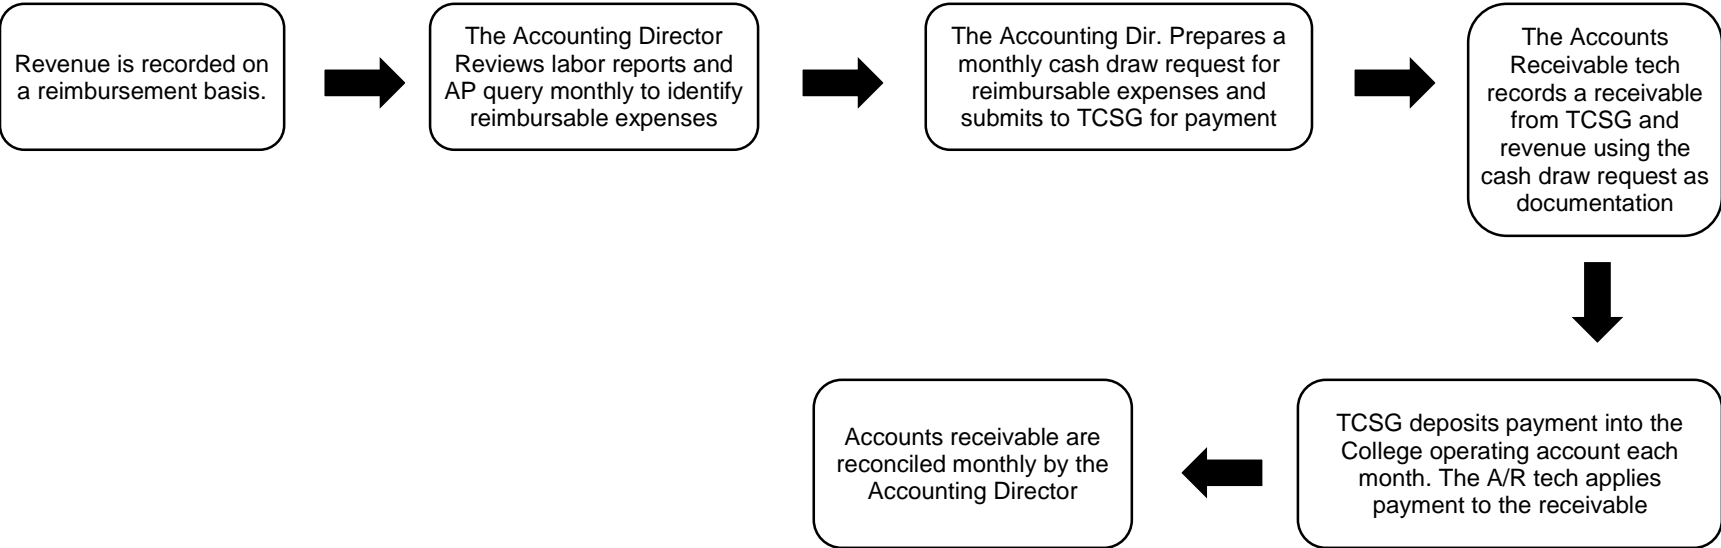 Revenue is recorded on
a reimbursement basis.
The Accounting Director
Reviews labor reports and
AP query monthly to identify
reimbursable expenses
The Accounting Dir. Prepares a
monthly cash draw request for
reimbursable expenses and
submits to TCSG for payment
The Accounts
Receivable tech
records a receivable
from TCSG and
revenue using the
cash draw request as
documentation
TCSG deposits payment into the
College operating account each
month. The A/R tech applies
payment to the receivable
Accounts receivable are
reconciled monthly by the
Accounting Director